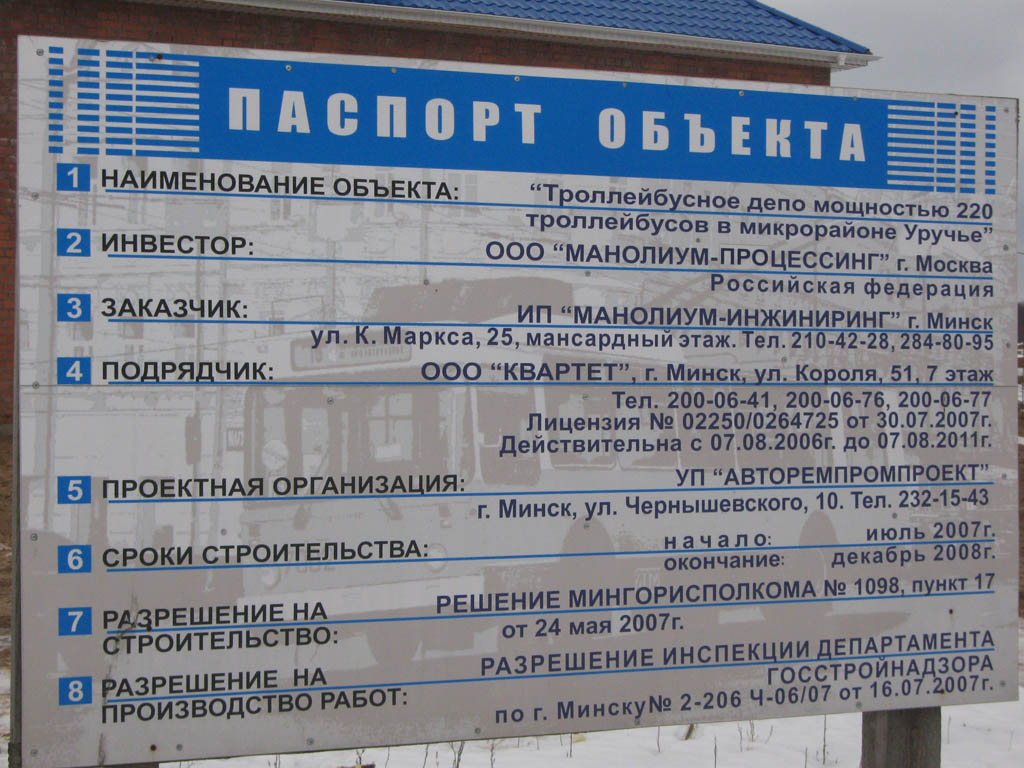 ПАСПОРТ ОБЪЕКТА
1 НАИМЕНОВАНИЕ ОБЪЕКТА: "Троллейбусное депо мощностью 220
троллейбусов в микрорайоне Уручье"
2 ИНВЕСТОР: ООО "МАНОЛИУМ-ПРОЦЕССИНГ" г. Москва
Российская федерация
3 ЗАКАЗЧИК: ИП "МАНОЛИУМ-ИНЖИНИРИНГ" г. Минск
ул. К. Маркса, 25, мансардный этаж. Тел. 210-42-28, 284-80-95
4 ПОДРЯДЧИК: ООО "КВАРТЕТ", г. Минск, ул. Короля, 51, 7 этаж
Тел. 200-06-41, 200-06-76, 200-06-77
Лицензия № 02250/0264725 от 30.07.2007г.
Действительна с 07.08.2006г. до 07.08.2011г.
5 ПРОЕКТНАЯ ОРГАНИЗАЦИЯ: УП "АВТОРЕМПРОМПРОЕКТ"
г. Минск, ул. Чернышевского, 10. Тел. 232-15-43
6 СРОКИ СТРОИТЕЛЬСТВА: начало: июль 2007г.
окончание: декабрь 2008г.
7 РАЗРЕШЕНИЕ НА СТРОИТЕЛЬСТВО: РЕШЕНИЕ МИНГОРИСПОЛКОМА № 1098, пункт 17
от 24 мая 2007г.
8 РАЗРЕШЕНИЕ НА ПРОИЗВОДСТВО РАБОТ: РАЗРЕШЕНИЕ ИНСПЕКЦИИ ДЕПАРТАМЕНТА
ГОССТРОЙНАДЗОРА
по г. Минску№ 2-206 Ч-06/07 от 16.07.2007г.